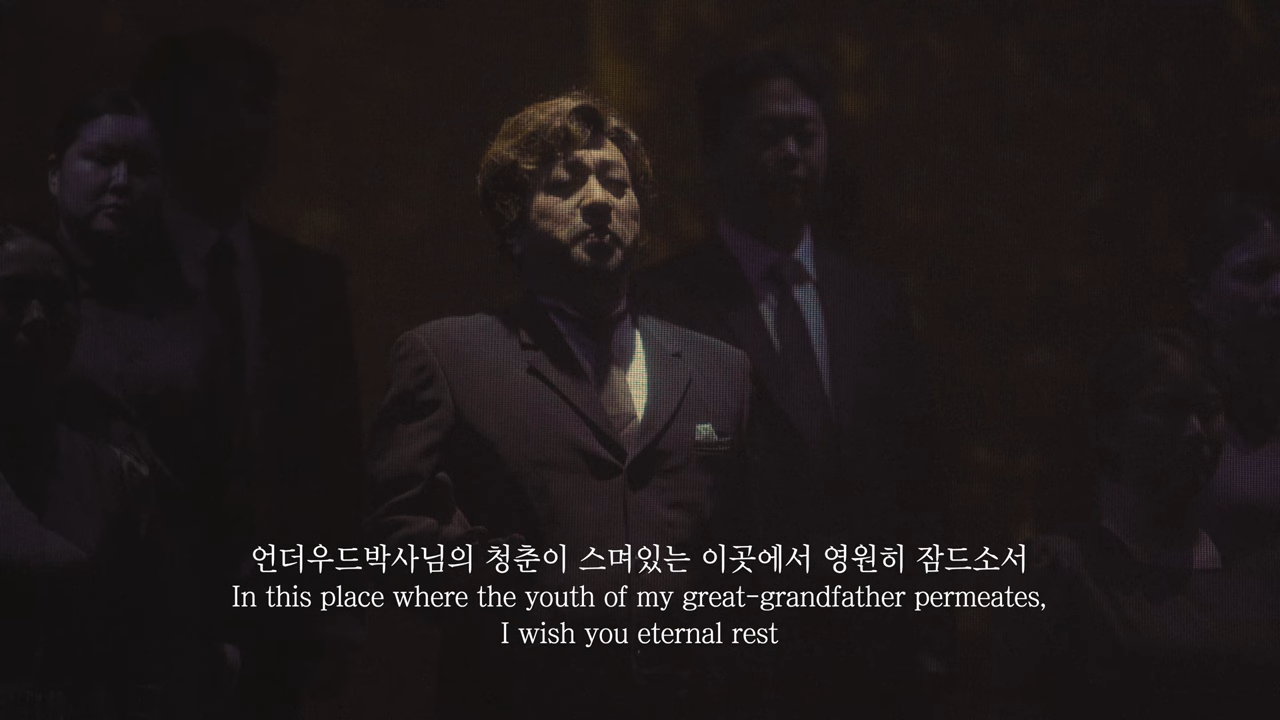 언더우드박사님의 청춘이 스며있는 이곳에서 영원히 잠드소서
In this place where the youth of my great-grandfather permeates,
I wish you eternal rest